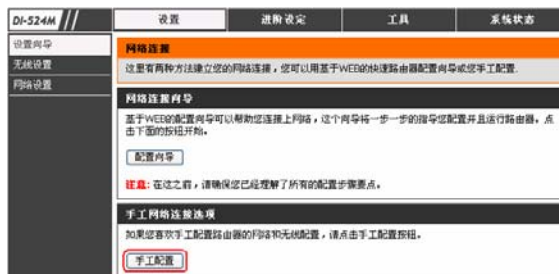 DI-524M 设置 进阶设定 工具 系统状态
设置向导
无线设置
网络设置
网络连接
这里有两种方法建立您的网络连接，您可以用基于WEB的快速路由器配置向导或您手工配置.
网络连接向导
基于WEB的配置向导可以帮助您连接上网络，这个向导将一步一步的指导您配置并且运行路由器。点
击下面的按钮开始。
配置向导
注意: 在这之前，请确保您已经理解了所有的配置步骤要点。
手工网络连接选项
如果您喜欢手工配置路由器的网络和无线配置，请点击手工配置按钮。
手工配置